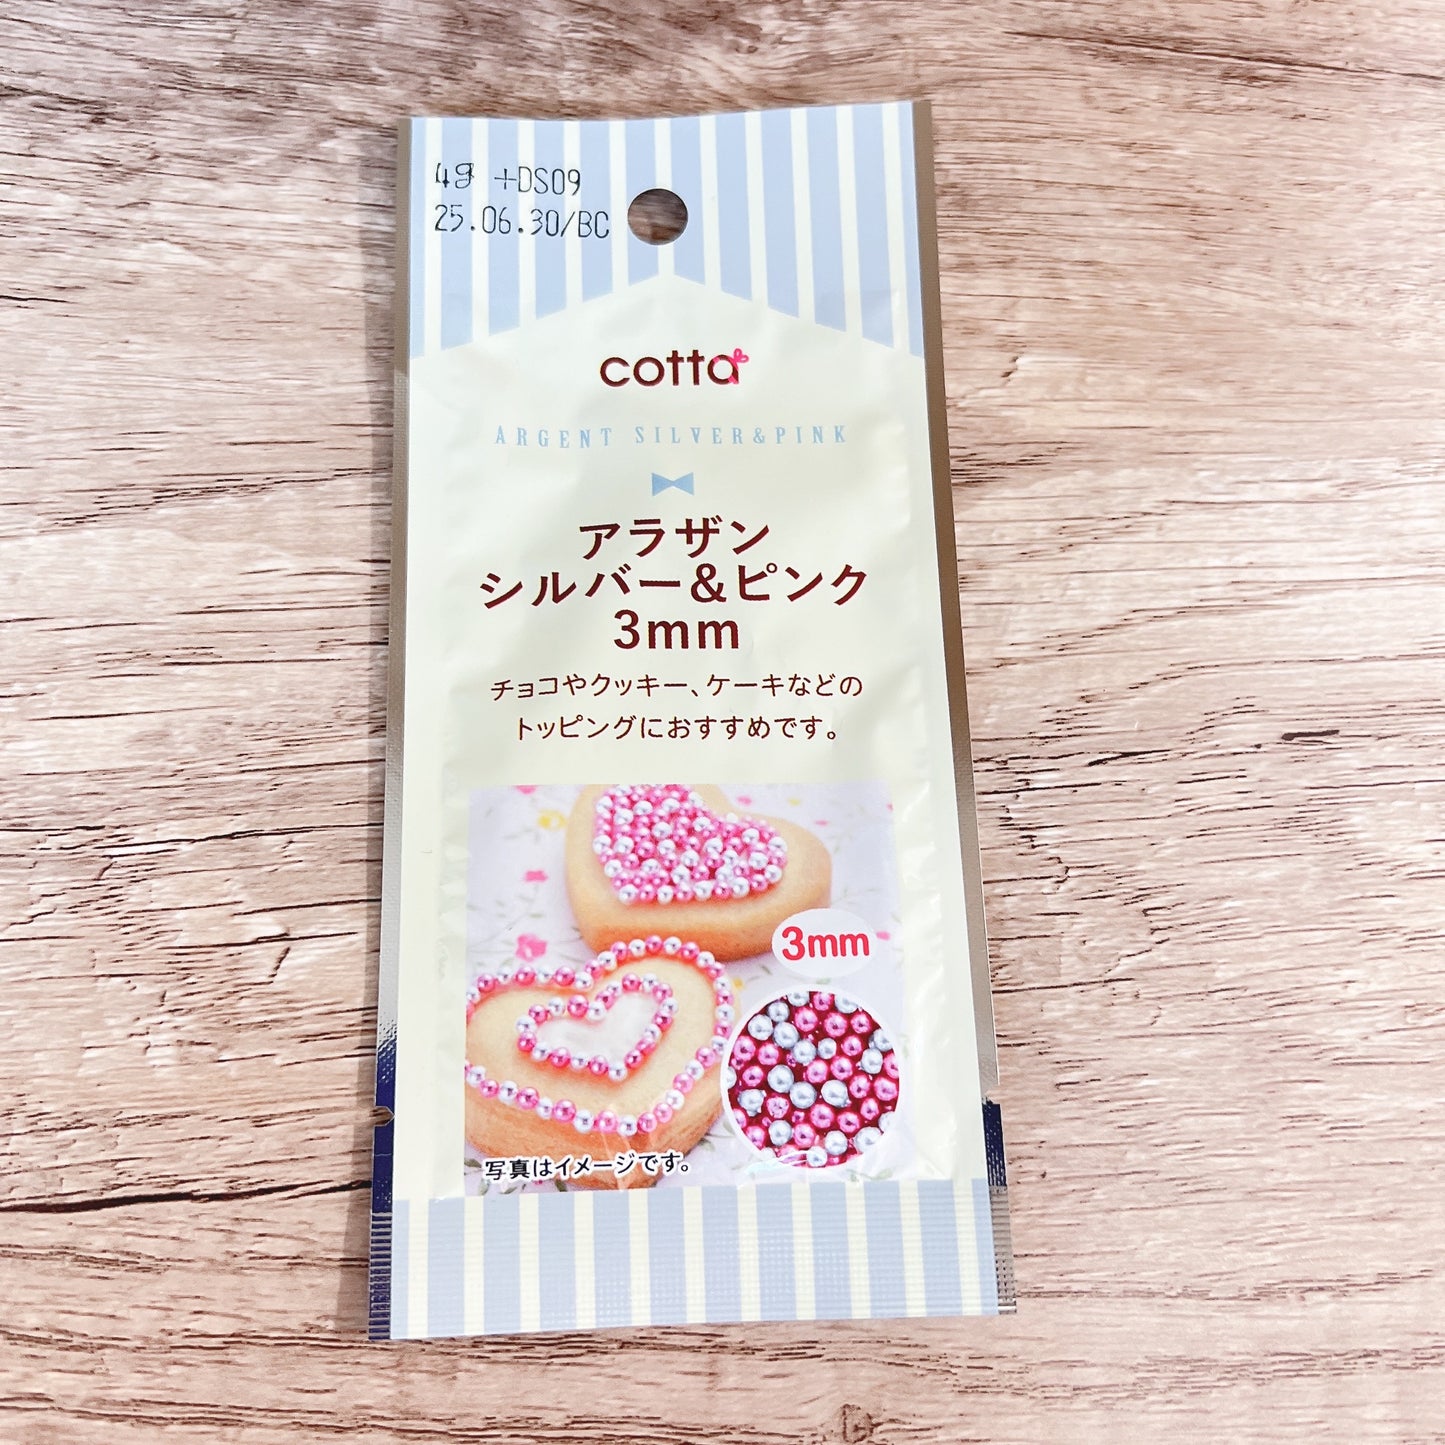 4g +DS09
25.06.30/BC
cotta
ARGENT SILVER&PINK
アラザン
シルバー&ピンク
3mm
チョコやクッキー、ケーキなどの
トッピングにおすすめです。
3mm
写真はイメージです。